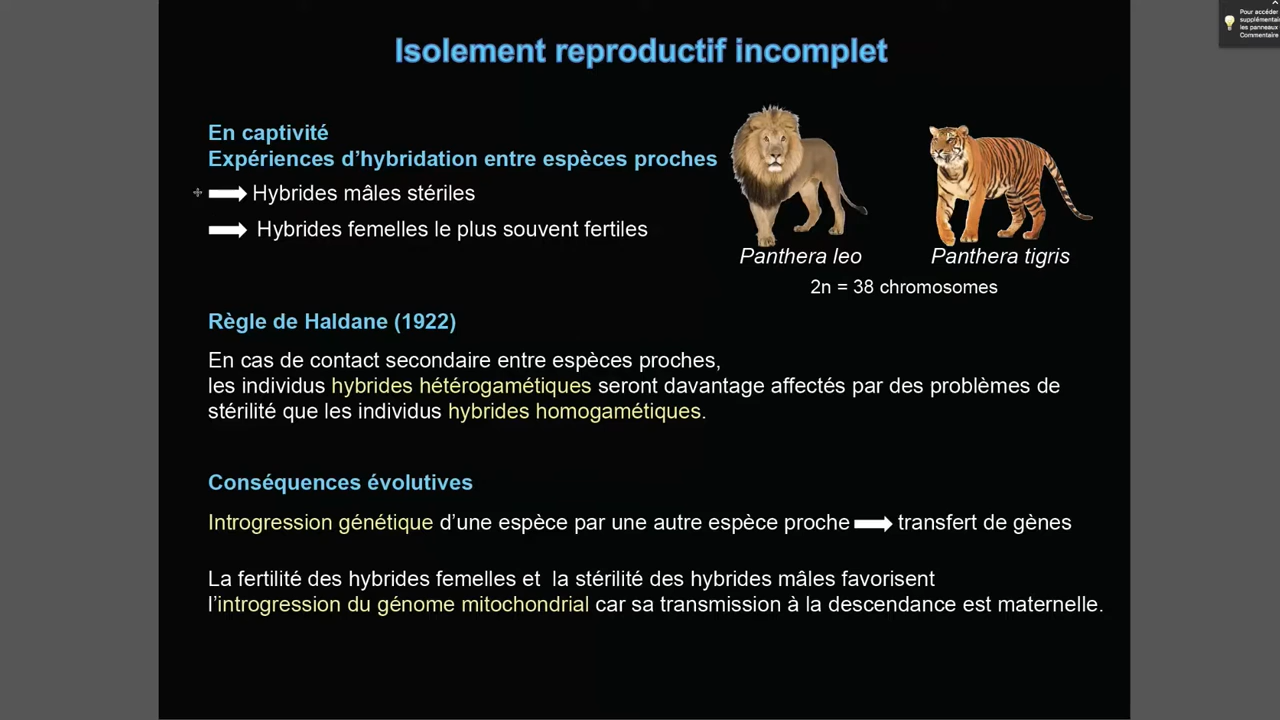 Isolement reproductif incomplet
En captivité
Expériences d’hybridation entre espèces proches
Hybrides mâles stériles
Hybrides femelles le plus souvent fertiles
Panthera leo
Panthera tigris
2n = 38 chromosomes
Règle de Haldane (1922)
En cas de contact secondaire entre espèces proches,
les individus hybrides hétérogamétiques seront davantage affectés par des problèmes de
stérilité que les individus hybrides homogamétiques.
Conséquences évolutives
Introgression génétique d’une espèce par une autre espèce proche transfert de gènes
La fertilité des hybrides femelles et la stérilité des hybrides mâles favorisent
l’introgression du génome mitochondrial car sa transmission à la descendance est maternelle.
Pour accéder
supplémentai
les panneaux
Commentaire